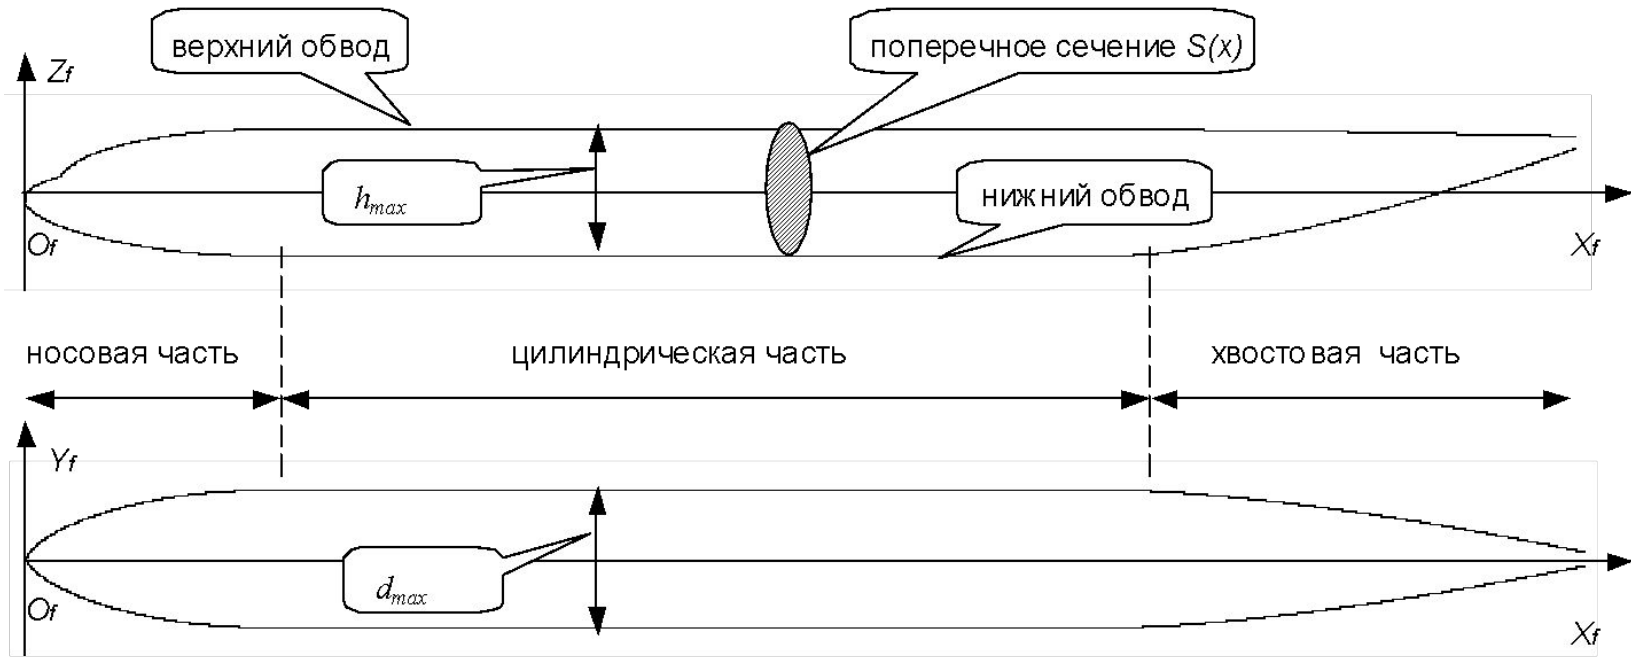 верхний обвод
поперечное сечение S(x)
Zf
hmax
нижний обвод
Of
Xf
носовая часть
цилиндрическая часть
хвостовая часть
Yf
dmax
Of
Xf